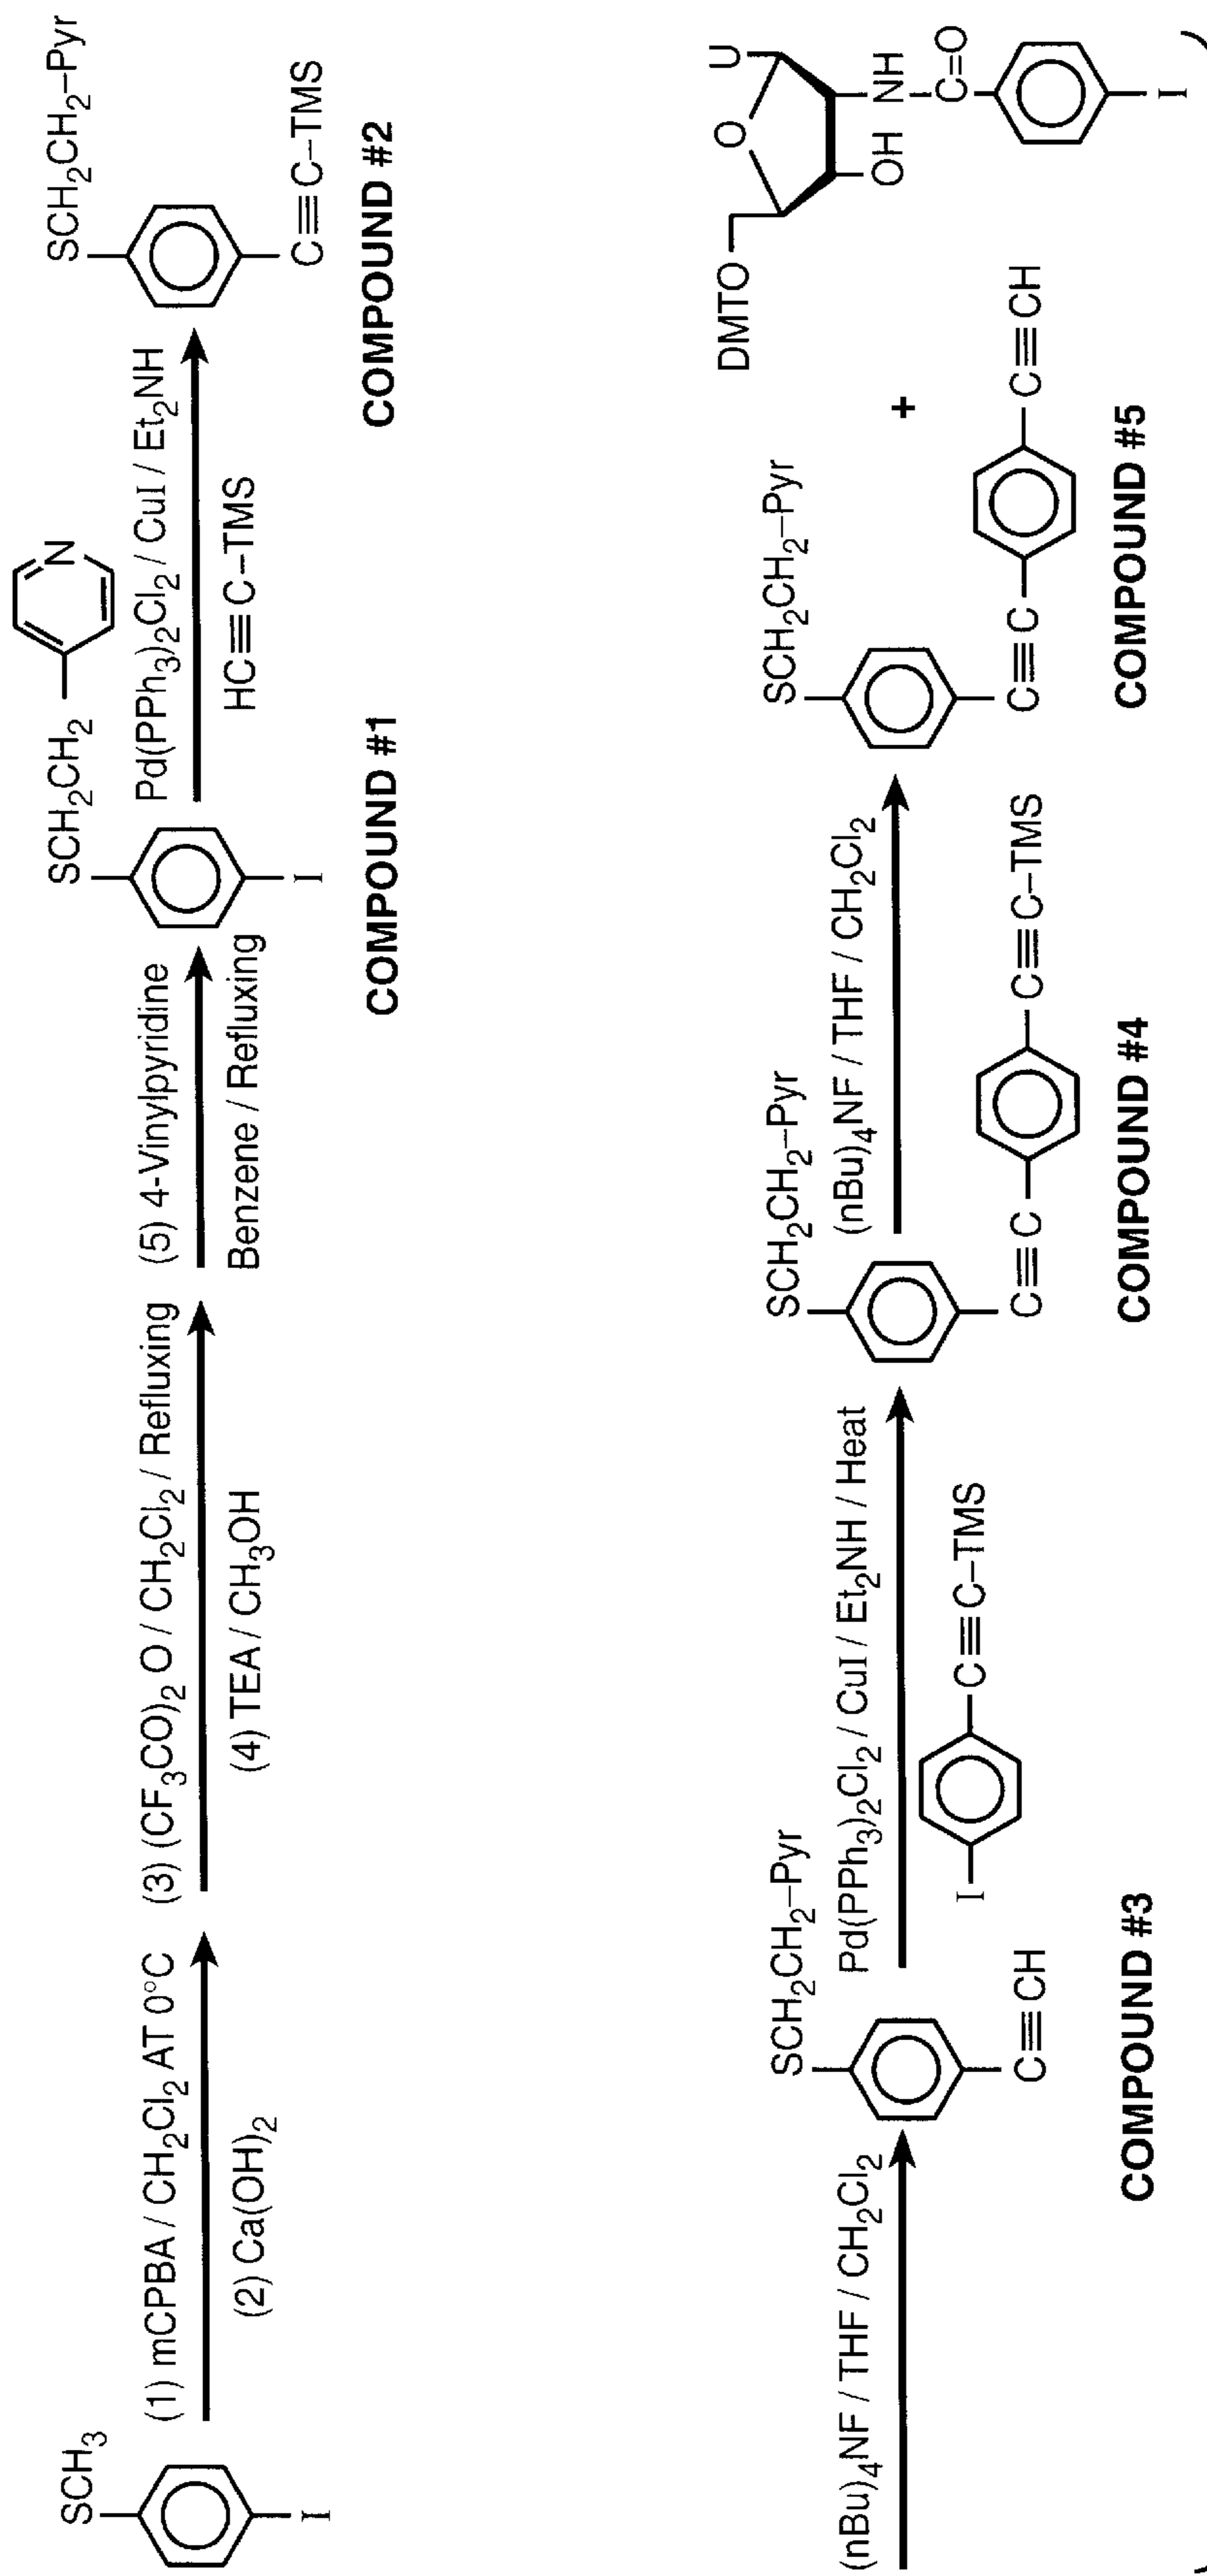 SCH3
I
(1) mCPBA / CH2Cl2 AT 0°C
(2) Ca(OH)2
(3) (CF3CO)2 O / CH2Cl2 / Refluxing
(4) TEA / CH3OH
(5) 4-Vinylpyridine
Benzene / Refluxing
SCH2CH2
N
I
COMPOUND #1
Pd(PPh3)2Cl2 / CuI / Et2NH
HC≡C–TMS
SCH2CH2–Pyr
C≡C–TMS
COMPOUND #2
(nBu)4NF / THF / CH2Cl2
SCH2CH2–Pyr
C≡CH
COMPOUND #3
Pd(PPh3)2Cl2 / CuI / Et2NH / Heat
I
C≡C–TMS
SCH2CH2–Pyr
C≡C
C≡C–TMS
COMPOUND #4
(nBu)4NF / THF / CH2Cl2
SCH2CH2–Pyr
C≡C
C≡CH
COMPOUND #5
+
DMTO
O
U
OH
NH
C=O
I